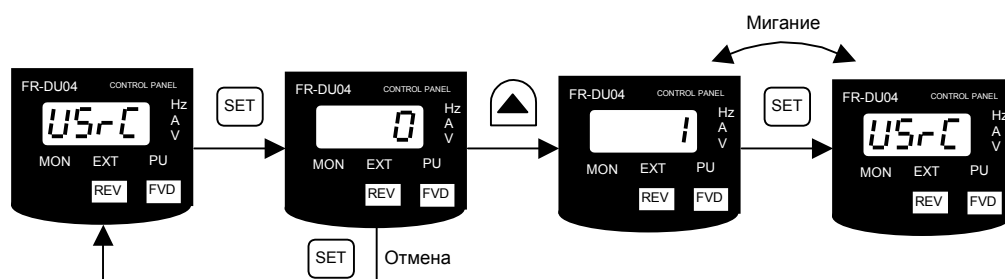 Мигание
FR-DU04 CONTROL PANEL
USrC
Hz
A
V
MON EXT PU
REV FVD
SET
FR-DU04 CONTROL PANEL
0
Hz
A
V
MON EXT PU
REV FVD
FR-DU04 CONTROL PANEL
1
Hz
A
V
MON EXT PU
REV FVD
SET
FR-DU04 CONTROL PANEL
USrC
Hz
A
V
MON EXT PU
REV FVD
SET Отмена